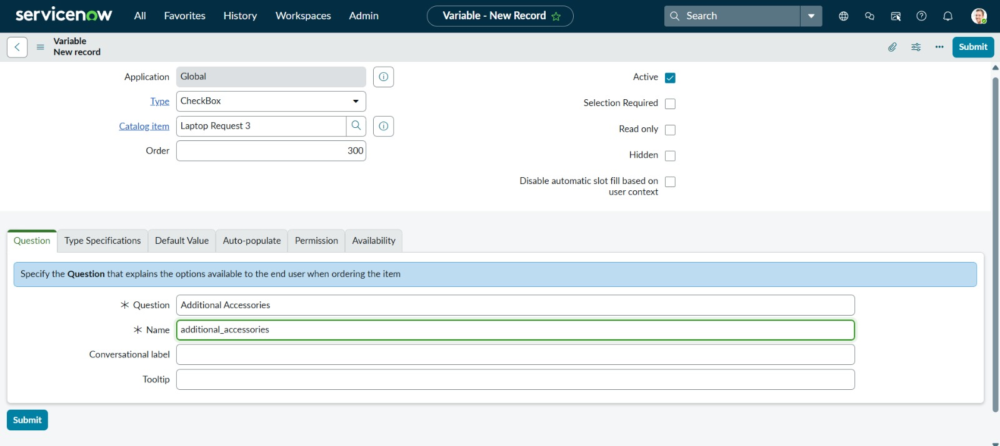 servicenow All Favorites History Workspaces Admin Variable - New Record Search
Variable
New record
Submit
Application Global
Active
Type CheckBox
Selection Required
Catalog item Laptop Request 3
Read only
Order 300
Hidden
Disable automatic slot fill based on
user context
Question Type Specifications Default Value Auto-populate Permission Availability
Specify the Question that explains the options available to the end user when ordering the item
Question Additional Accessories
Name additional_accessories
Conversational label
Tooltip
Submit